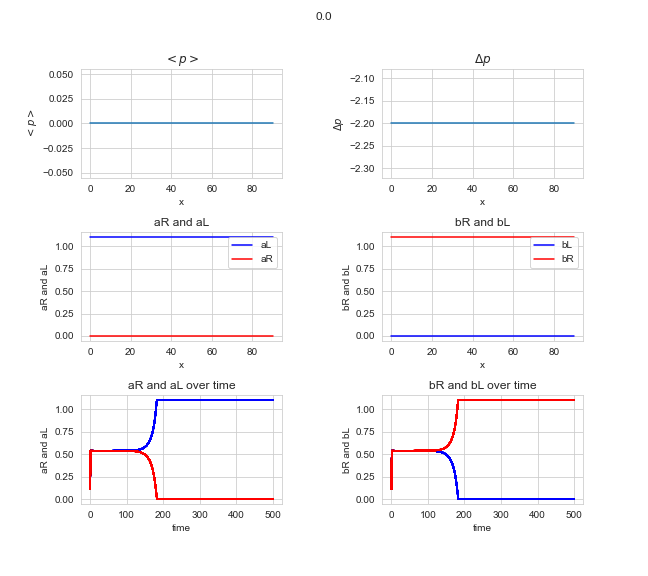 0.0
< p >
Δp
0.050
0.025
0.000
−0.025
−0.050
< p >
0 20 40 60 80
x
−2.10
−2.15
−2.20
−2.25
−2.30
Δp
0 20 40 60 80
x
aR and aL
bR and bL
1.00
0.75
0.50
0.25
0.00
aR and aL
aL
aR
0 20 40 60 80
x
1.00
0.75
0.50
0.25
0.00
bR and bL
bL
bR
0 20 40 60 80
x
aR and aL over time
bR and bL over time
1.00
0.75
0.50
0.25
0.00
aR and aL
0 100 200 300 400 500
time
1.00
0.75
0.50
0.25
0.00
bR and bL
0 100 200 300 400 500
time